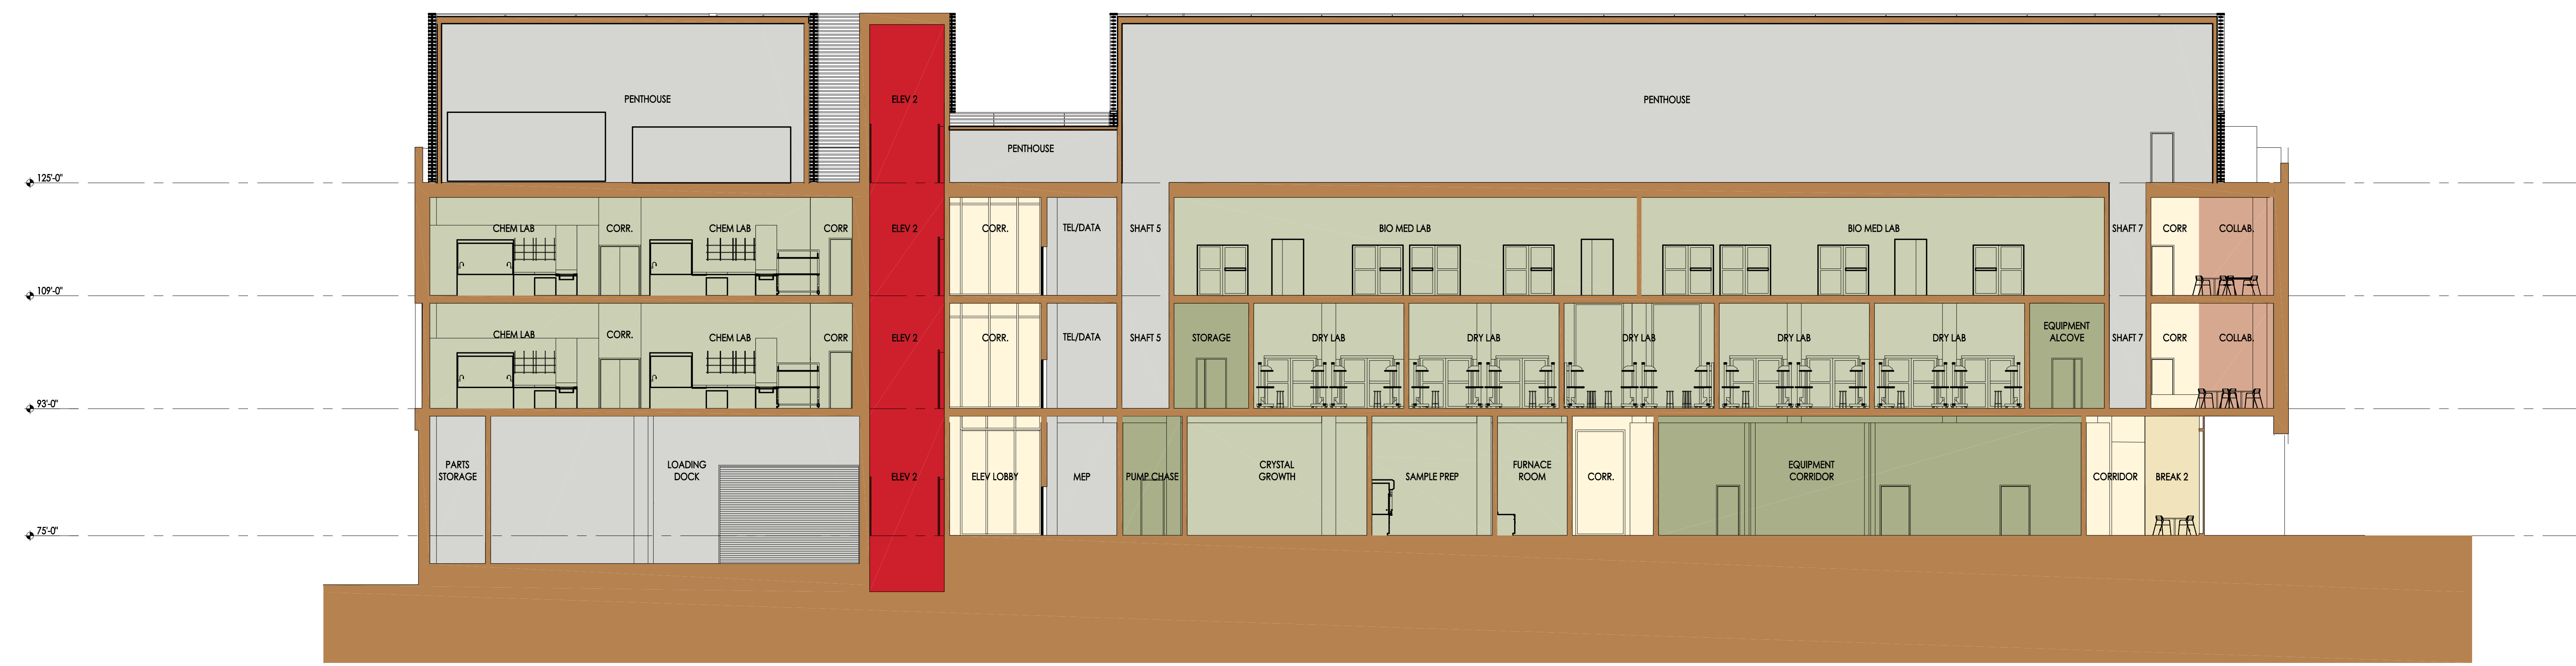 PENTHOUSE
ELEV 2
PENTHOUSE
PENTHOUSE
125'-0"
CHEM LAB
CORR.
CHEM LAB
CORR
ELEV 2
CORR.
TEL/DATA
SHAFT 5
BIO MED LAB
BIO MED LAB
SHAFT 7
CORR
COLLAB.
109'-0"
CHEM LAB
CORR.
CHEM LAB
CORR
ELEV 2
CORR.
TEL/DATA
SHAFT 5
STORAGE
DRY LAB
DRY LAB
DRY LAB
DRY LAB
DRY LAB
EQUIPMENT
ALCOVE
SHAFT 7
CORR
COLLAB.
93'-0"
PARTS
STORAGE
LOADING
DOCK
ELEV 2
ELEV LOBBY
MEP
PUMP CHASE
CRYSTAL
GROWTH
SAMPLE PREP
FURNACE
ROOM
CORR.
EQUIPMENT
CORRIDOR
CORRIDOR
BREAK 2
75'-0"